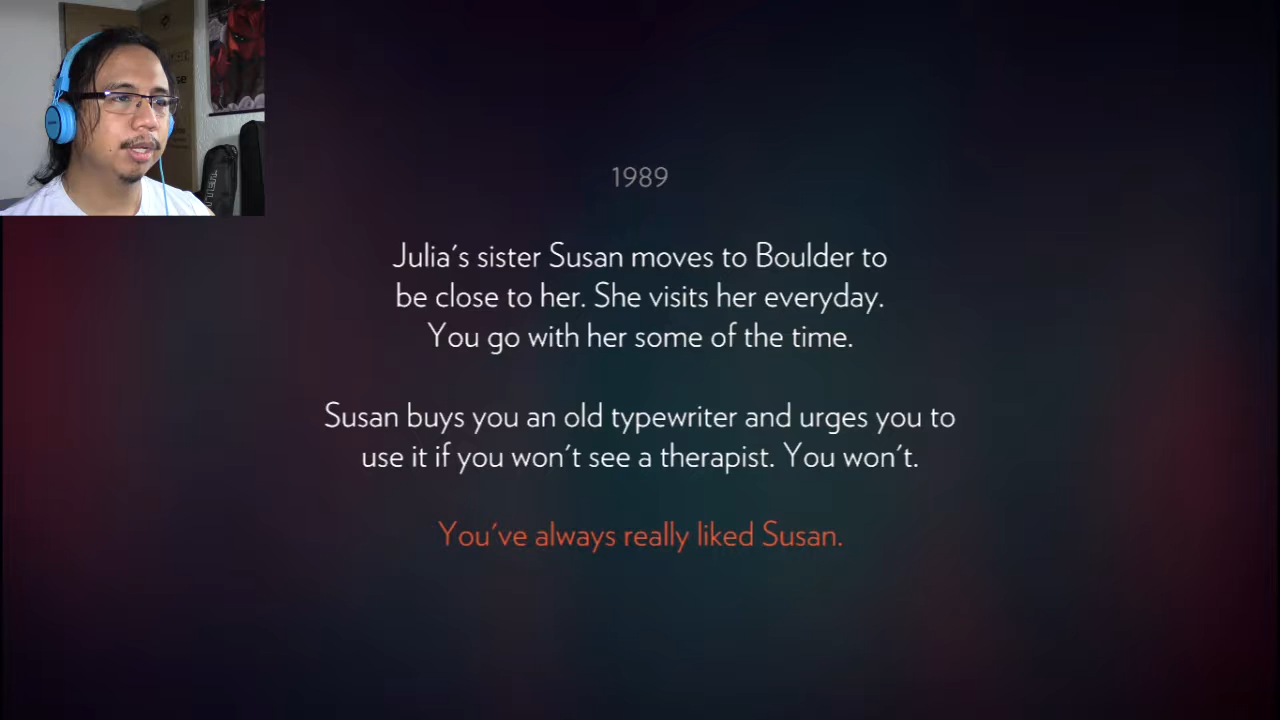 1989
Julia's sister Susan moves to Boulder to
be close to her. She visits her everyday.
You go with her some of the time.
Susan buys you an old typewriter and urges you to
use it if you won't see a therapist. You won't.
You've always really liked Susan.